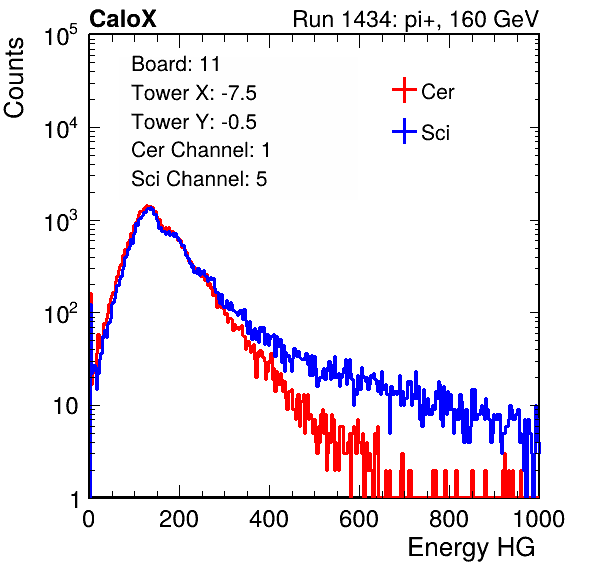 CaloX Run 1434: pi+, 160 GeV
Counts
10^5
10^4
10^3
10^2
10
1
Board: 11
Tower X: -7.5
Tower Y: -0.5
Cer Channel: 1
Sci Channel: 5
Cer
Sci
0 200 400 600 800 1000
Energy HG